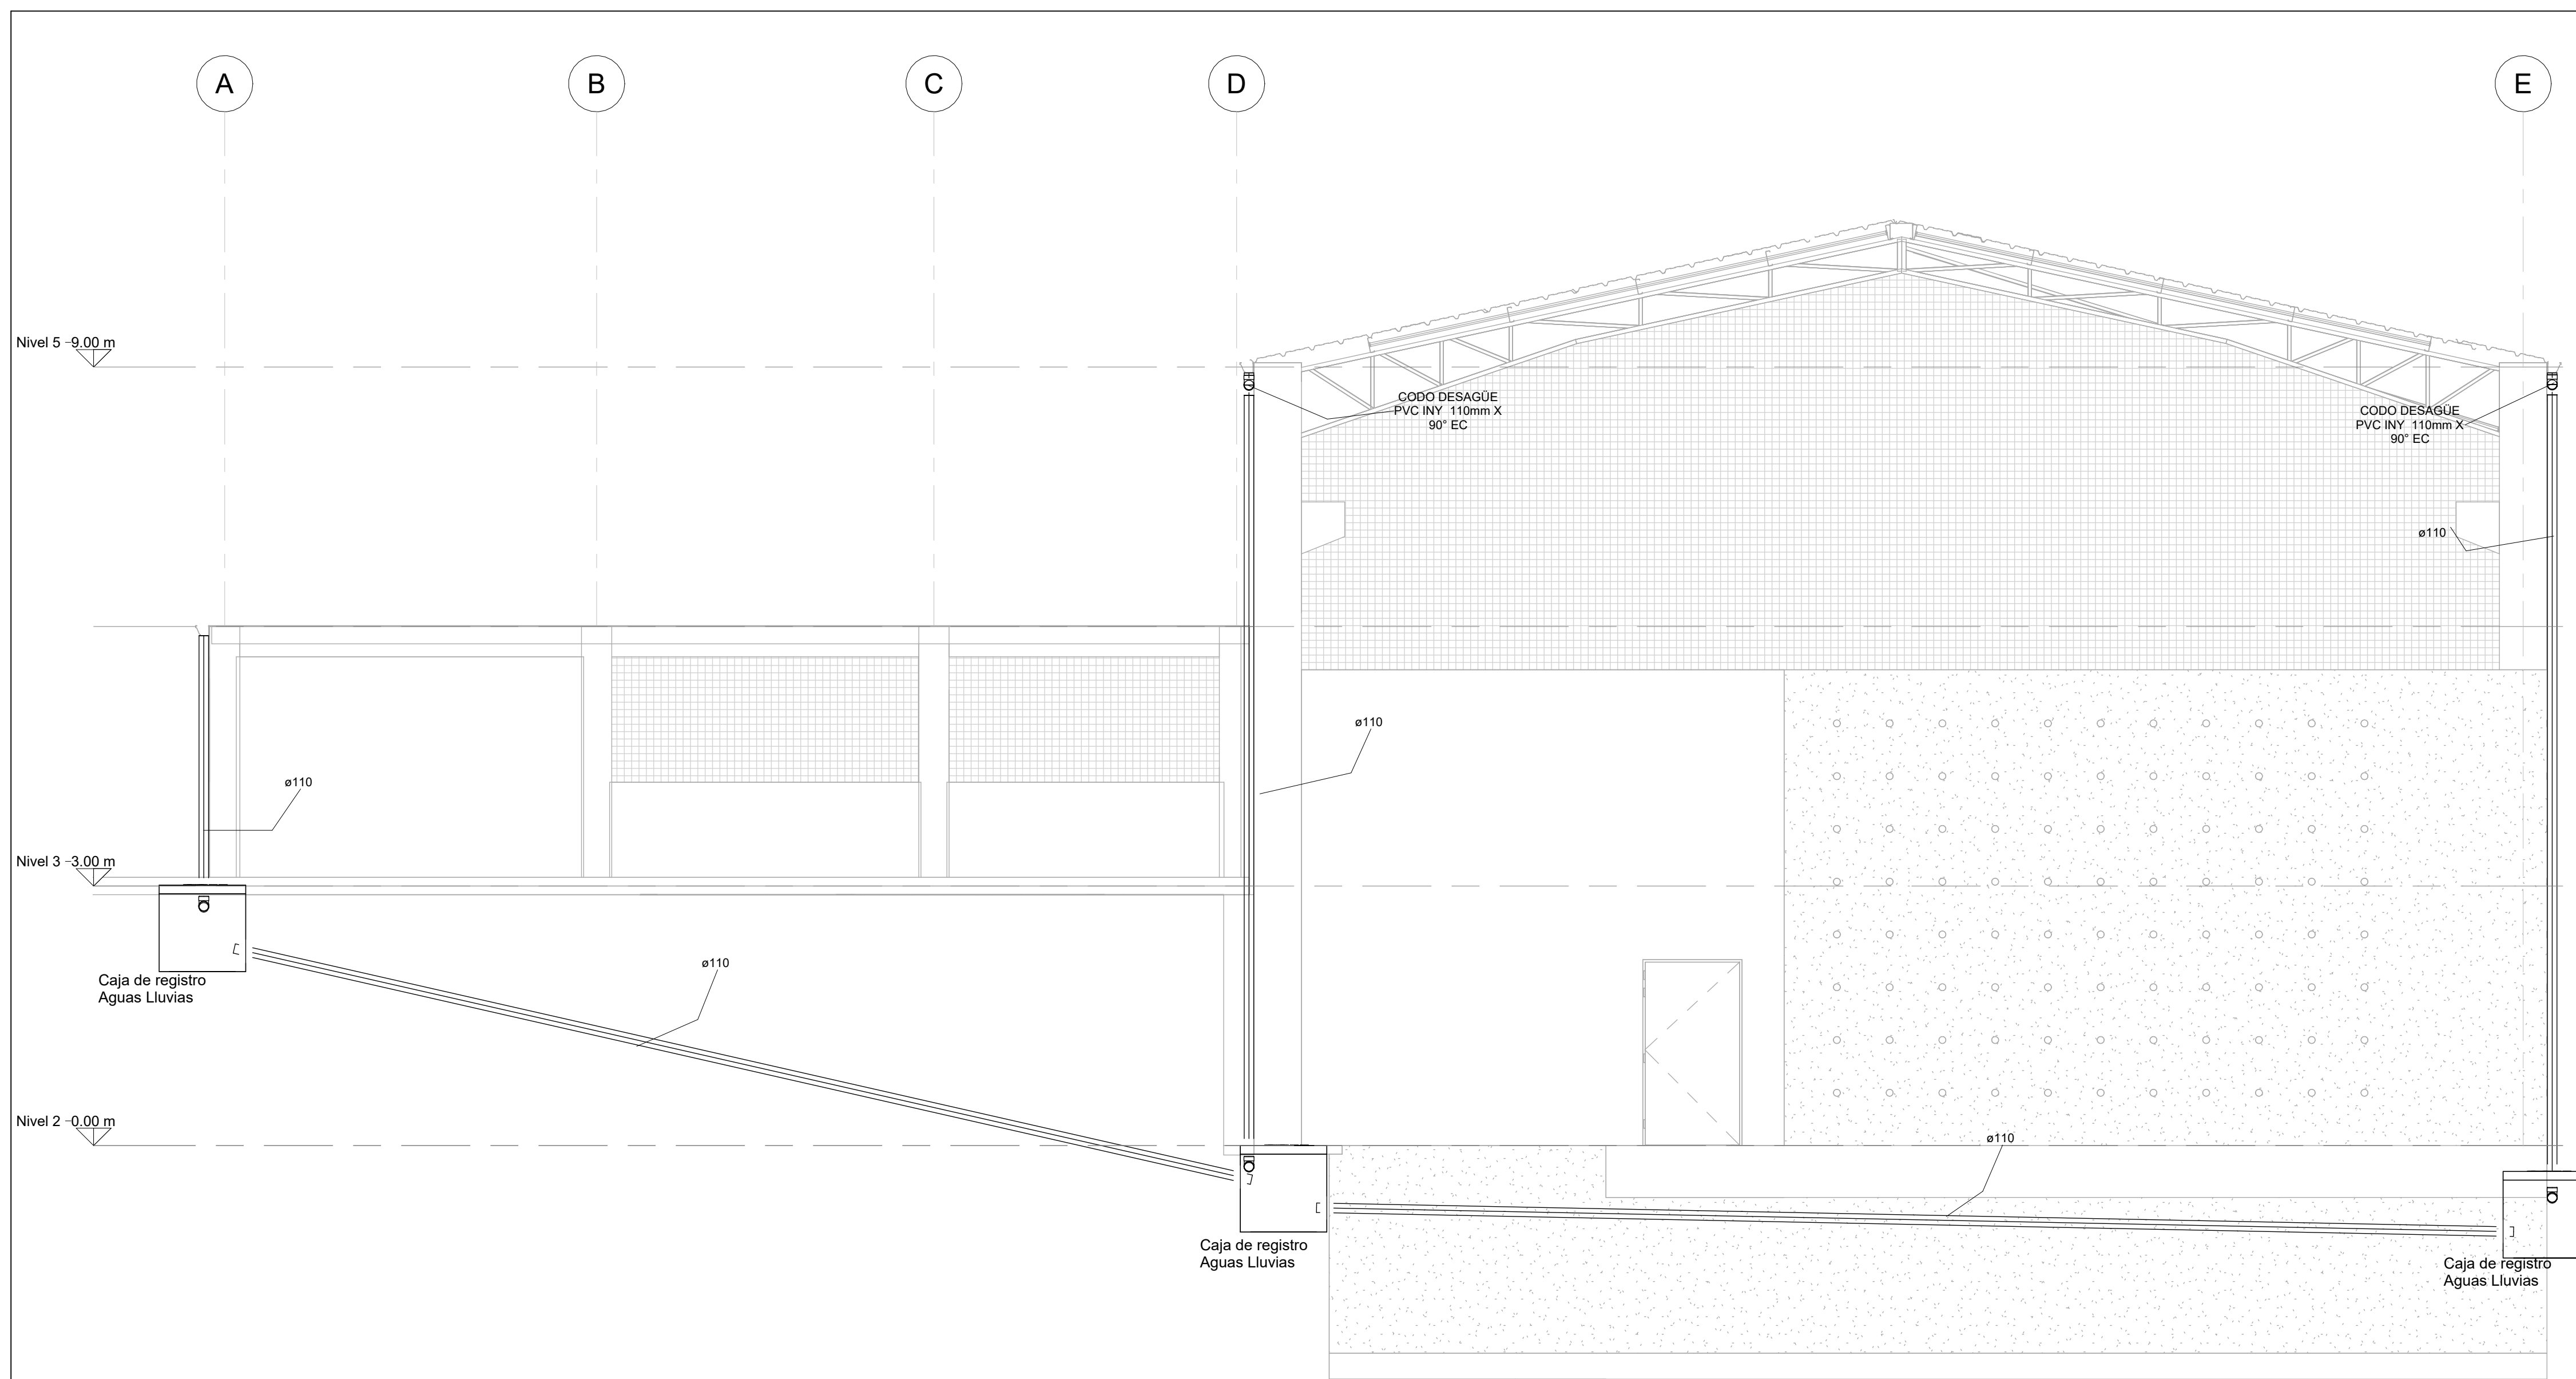 A
B
C
D
E
Nivel 5
9.00 m
CODO DESAGÜE
PVC INY 110mm X
90° EC
CODO DESAGÜE
PVC INY 110mm X
90° EC
ø110
ø110
ø110
Nivel 3
3.00 m
Caja de registro
Aguas Lluvias
ø110
Nivel 2
0.00 m
ø110
Caja de registro
Aguas Lluvias
Caja de registro
Aguas Lluvias